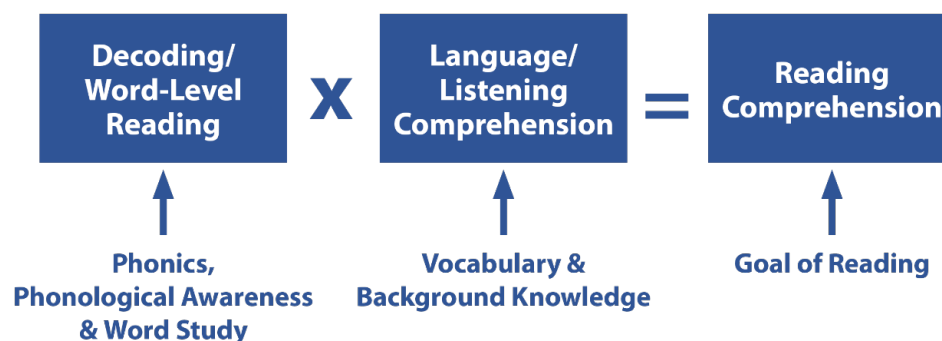 Decoding/
Word-Level
Reading
X
Language/
Listening
Comprehension
=
Reading
Comprehension
Phonics,
Phonological Awareness
& Word Study
Vocabulary &
Background Knowledge
Goal of Reading